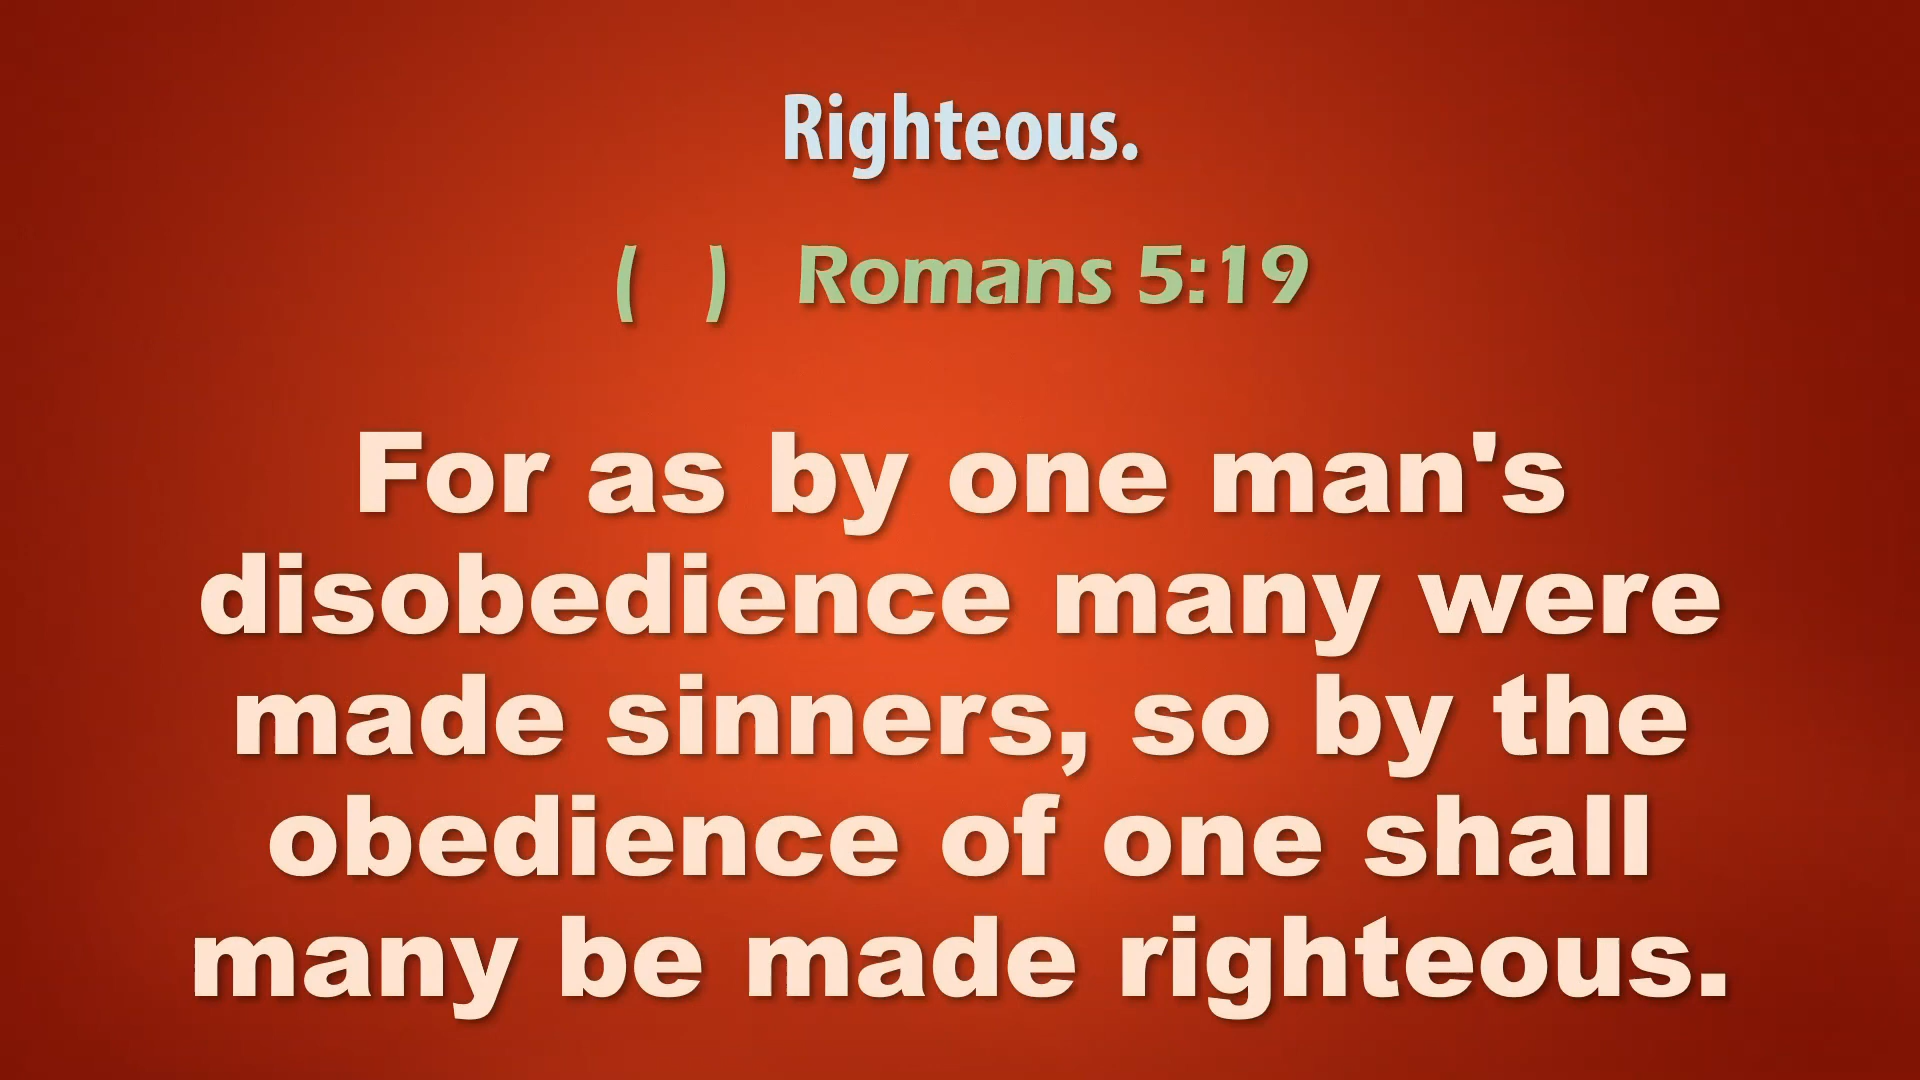 Righteous.
( ) Romans 5:19
For as by one man's
disobedience many were
made sinners, so by the
obedience of one shall
many be made righteous.